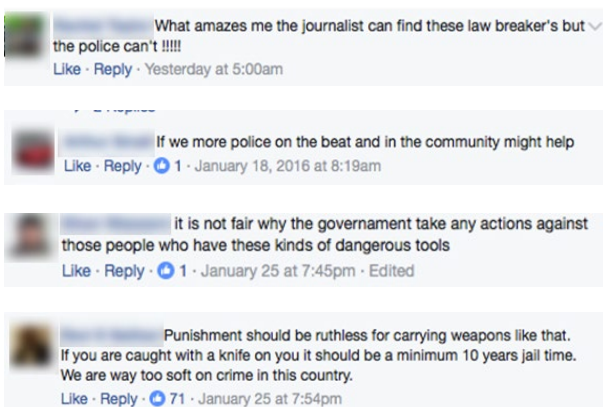 What amazes me the journalist can find these law breaker's but
the police can't !!!!!
Like · Reply · Yesterday at 5:00am
If we more police on the beat and in the community might help
Like · Reply · 1 · January 18, 2016 at 8:19am
it is not fair why the governament take any actions against
those people who have these kinds of dangerous tools
Like · Reply · 1 · January 25 at 7:45pm · Edited
Punishment should be ruthless for carrying weapons like that.
If you are caught with a knife on you it should be a minimum 10 years jail time.
We are way too soft on crime in this country.
Like · Reply · 71 · January 25 at 7:54pm